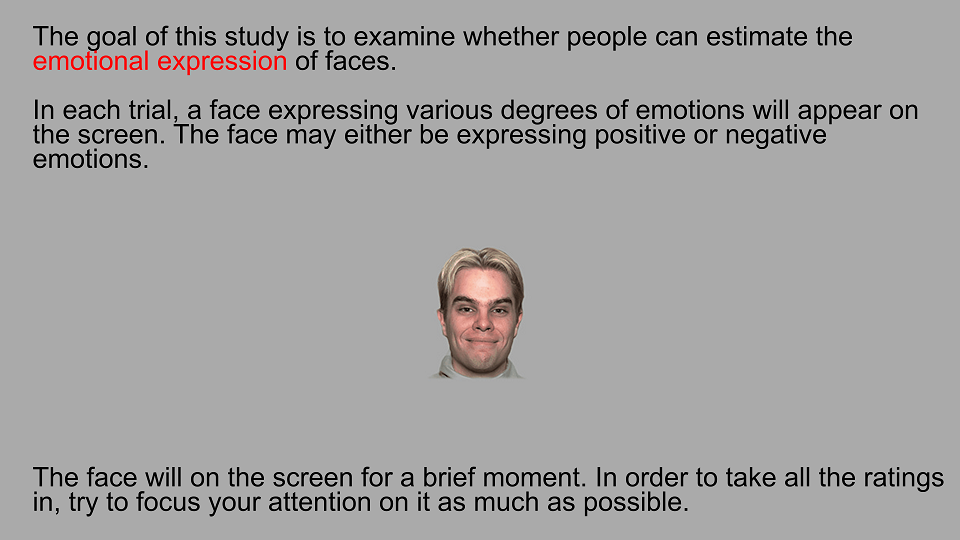 The goal of this study is to examine whether people can estimate the
emotional expression of faces.
In each trial, a face expressing various degrees of emotions will appear on
the screen. The face may either be expressing positive or negative
emotions.
The face will on the screen for a brief moment. In order to take all the ratings
in, try to focus your attention on it as much as possible.